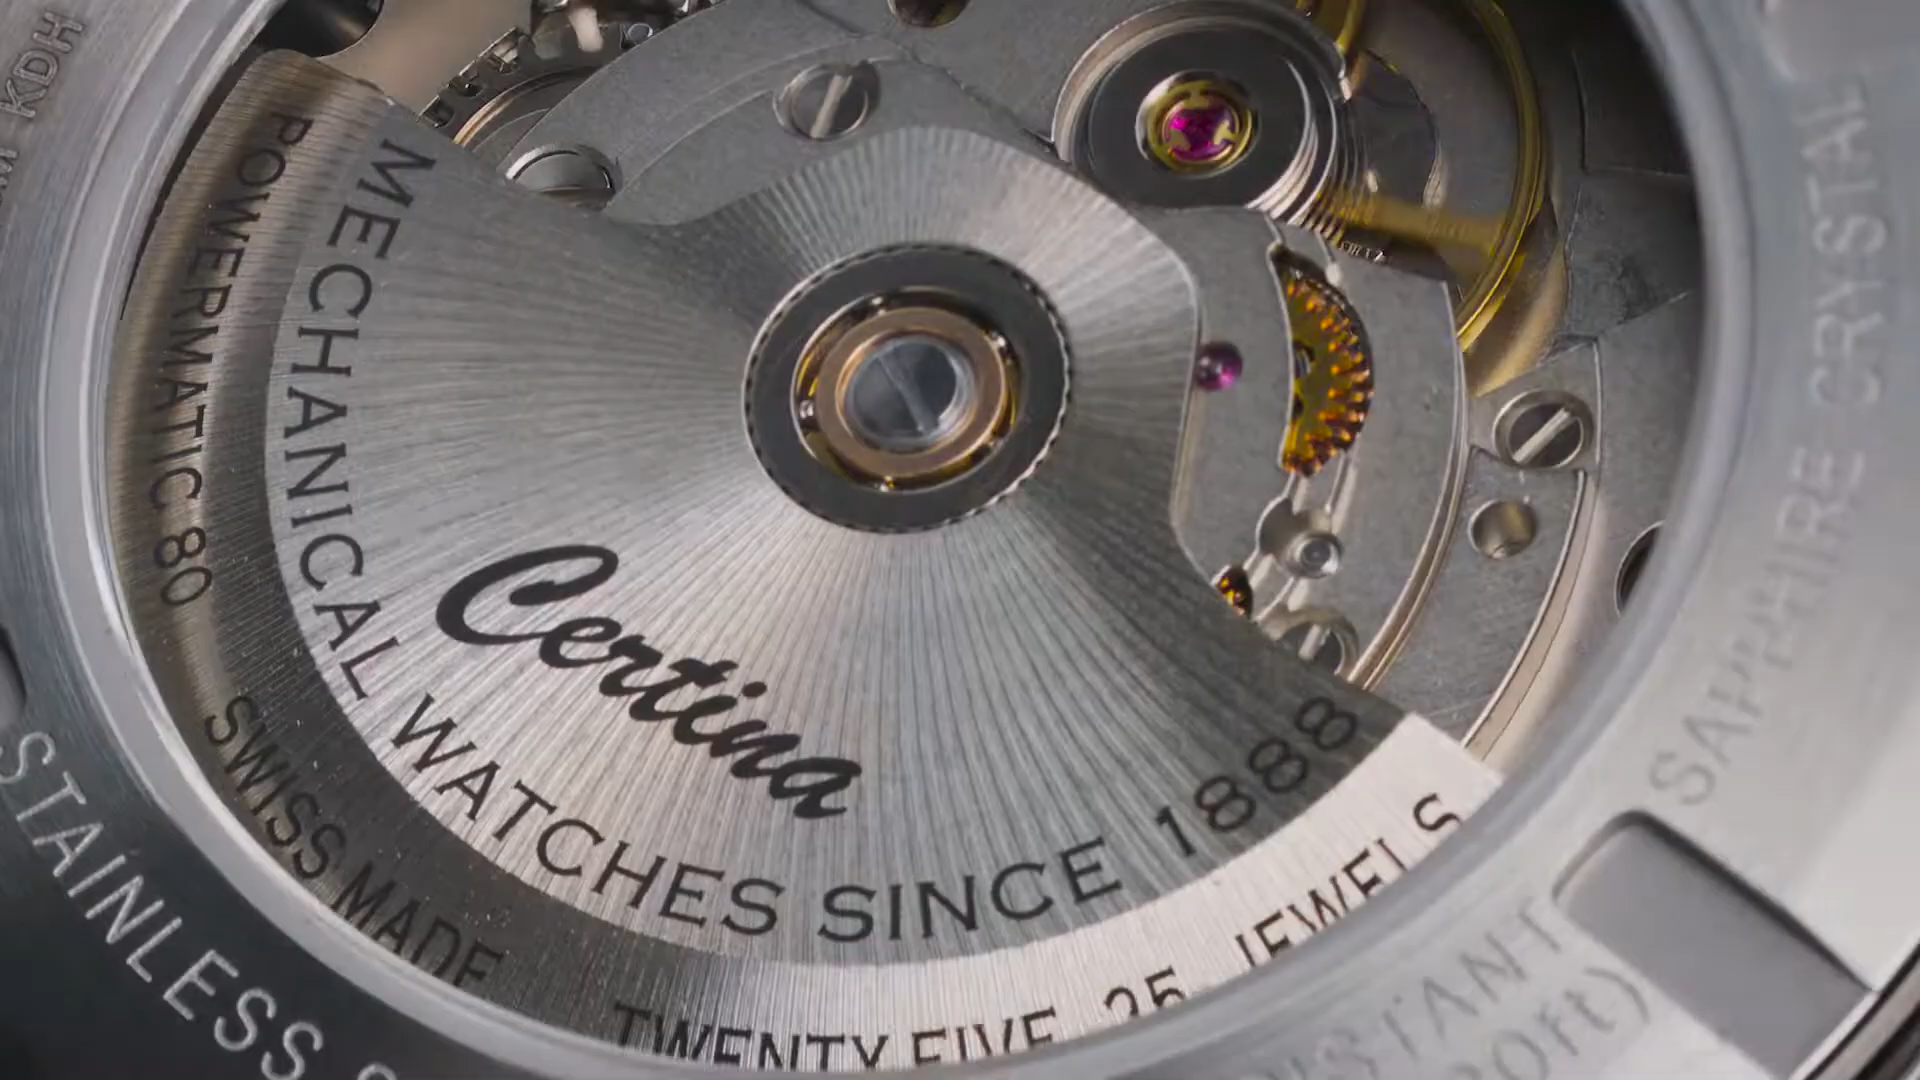 Certina
MECHANICAL WATCHES SINCE 1888
POWERMATIC 80
SWISS MADE
TWENTY FIVE 25 JEWELS
STAINLESS
SAPPHIRE CRYSTAL
KDH